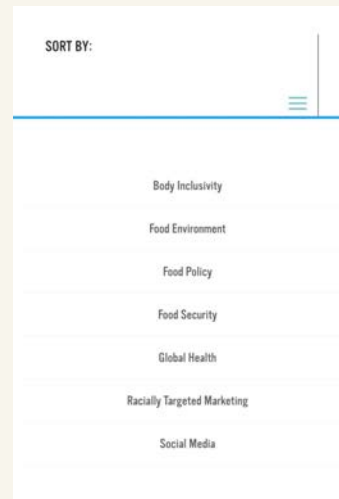 SORT BY:
Body Inclusivity
Food Environment
Food Policy
Food Security
Global Health
Racially Targeted Marketing
Social Media